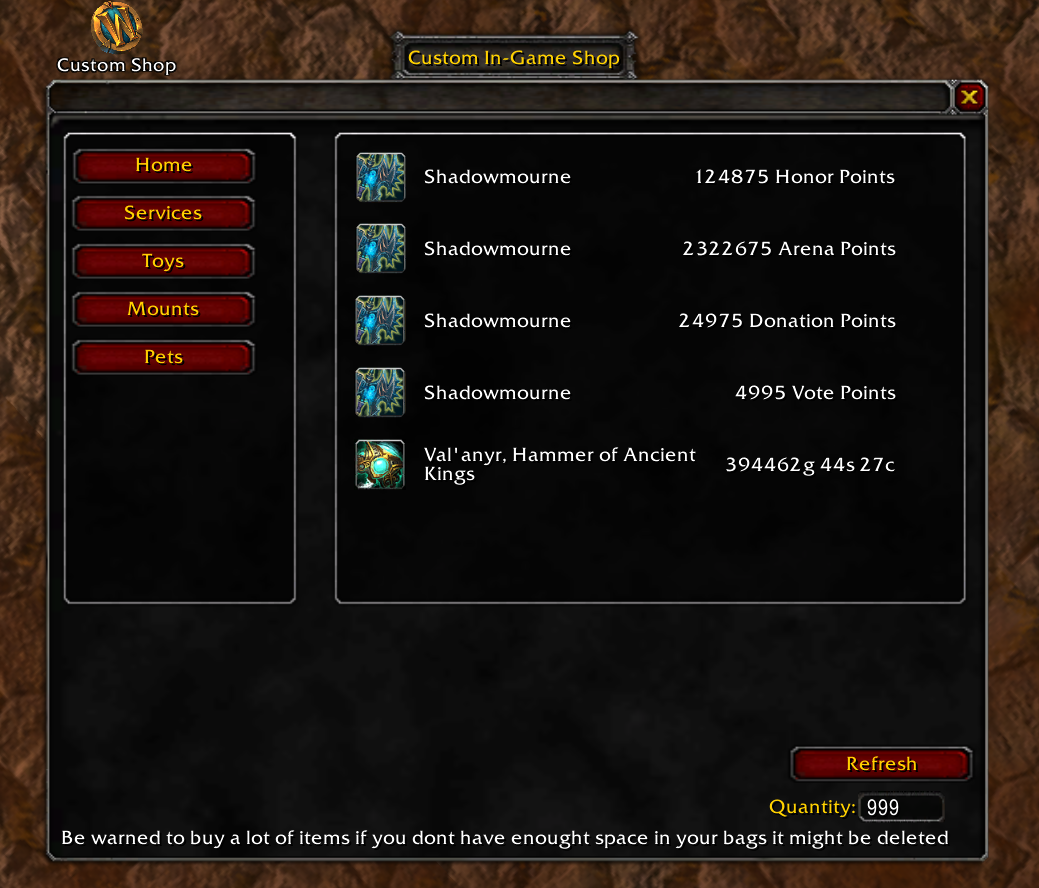 Custom Shop
Custom In-Game Shop
Home
Services
Toys
Mounts
Pets
Shadowmourne 124875 Honor Points
Shadowmourne 2322675 Arena Points
Shadowmourne 24975 Donation Points
Shadowmourne 4995 Vote Points
Val'anyr, Hammer of Ancient
Kings
394462g 44s 27c
Refresh
Quantity: 999
Be warned to buy a lot of items if you dont have enought space in your bags it might be deleted